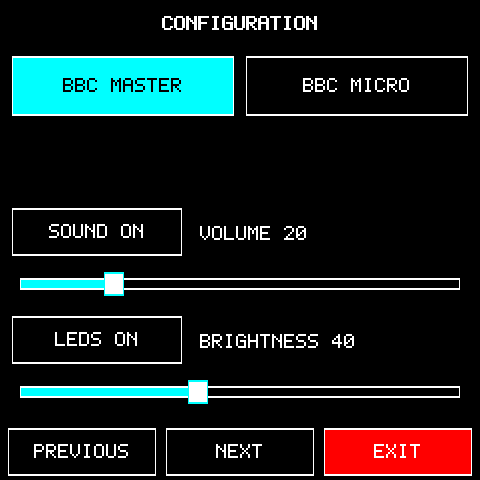 CONFIGURATION
BBC MASTER BBC MICRO
SOUND ON VOLUME 20
LEDS ON BRIGHTNESS 40
PREVIOUS NEXT EXIT